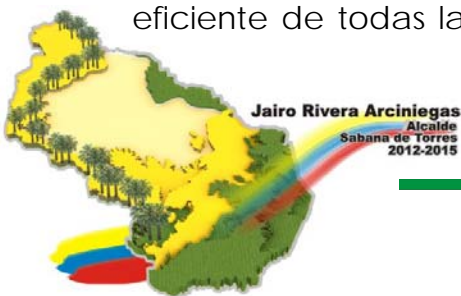 eficiente de todas la
Jairo Rivera Arciniegas
Alcalde
Sabana de Torres
2012-2015